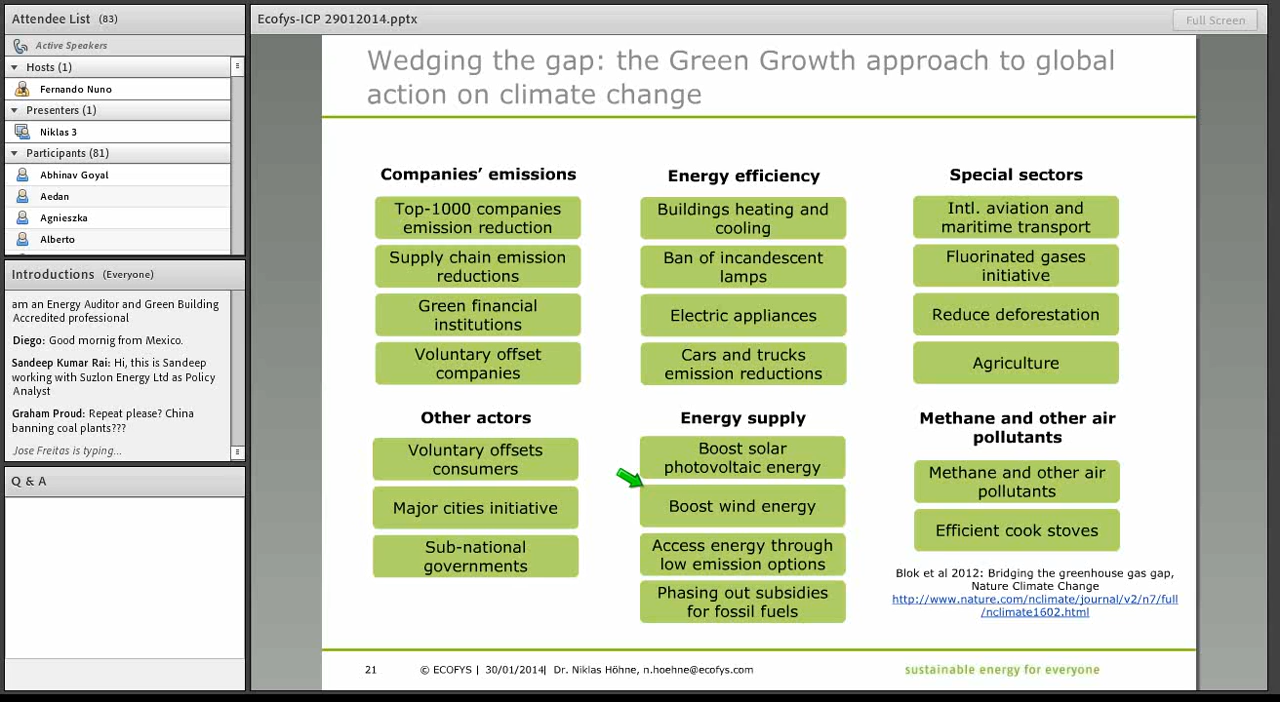 Attendee List (83)
Active Speakers
Hosts (1)
Fernando Nuno
Presenters (1)
Niklas 3
Participants (81)
Abhinav Goyal
Aedan
Agnieszka
Alberto
Introductions (Everyone)
am an Energy Auditor and Green Building
Accredited professional
Diego: Good mornig from Mexico.
Sandeep Kumar Rai: Hi, this is Sandeep
working with Suzlon Energy Ltd as Policy
Analyst
Graham Proud: Repeat please? China
banning coal plants???
Jose Freitas is typing...
Q & A
Ecofys-ICP 29012014.pptx
Full Screen
Wedging the gap: the Green Growth approach to global
action on climate change
Companies’ emissions
Top-1000 companies
emission reduction
Supply chain emission
reductions
Green financial
institutions
Voluntary offset
companies
Energy efficiency
Buildings heating and
cooling
Ban of incandescent
lamps
Electric appliances
Cars and trucks
emission reductions
Special sectors
Intl. aviation and
maritime transport
Fluorinated gases
initiative
Reduce deforestation
Agriculture
Other actors
Voluntary offsets
consumers
Major cities initiative
Sub-national
governments
Energy supply
Boost solar
photovoltaic energy
Boost wind energy
Access energy through
low emission options
Phasing out subsidies
for fossil fuels
Methane and other air
pollutants
Methane and other air
pollutants
Efficient cook stoves
Blok et al 2012: Bridging the greenhouse gas gap,
Nature Climate Change
http://www.nature.com/nclimate/journal/v2/n7/full
/nclimate1602.html
21
© ECOFYS | 30/01/2014| Dr. Niklas Höhne, n.hoehne@ecofys.com
sustainable energy for everyone